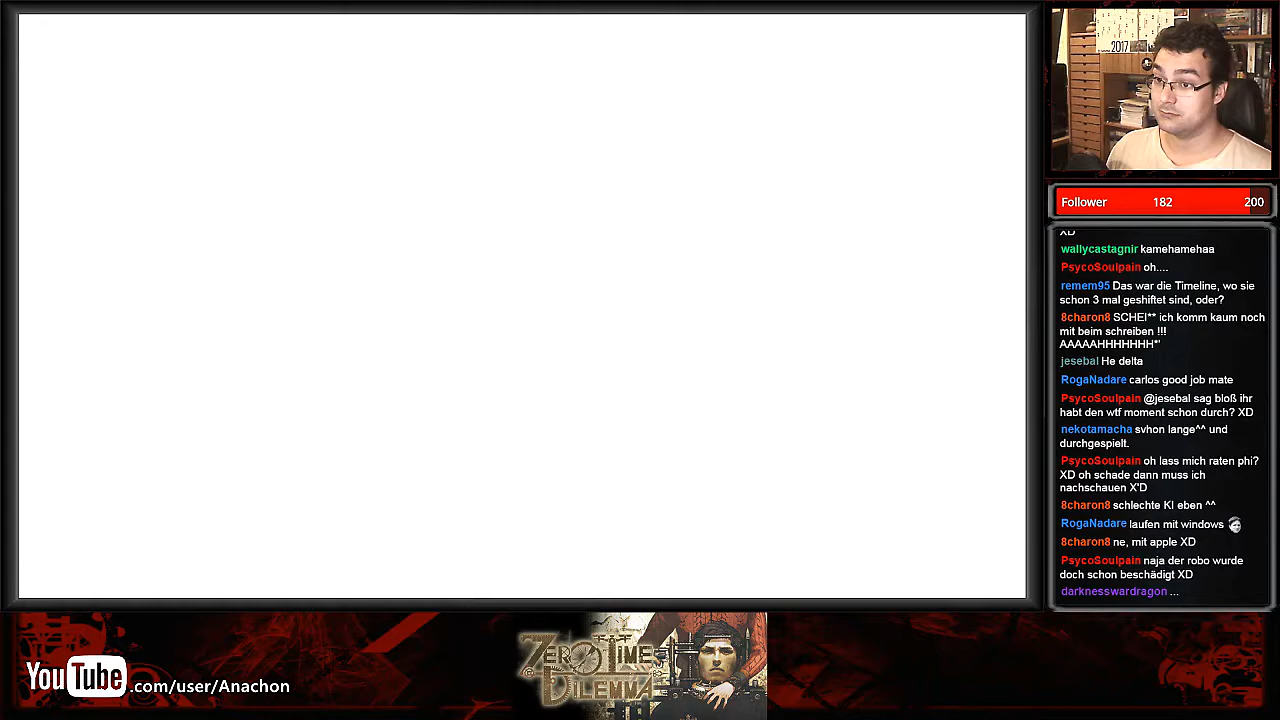 2017
Follower 182 200
XD
wallycastagnir kamehamehaa
PsycoSoulpain oh....
remem95 Das war die Timeline, wo sie
schon 3 mal geshiftet sind, oder?
8charon8 SCHEI** ich komm kaum noch
mit beim schreiben !!!
AAAAAHHHHHHH*'
jesebal He delta
RogaNadare carlos good job mate
PsycoSoulpain @jesebal sag bloß ihr
habt den wtf moment schon durch? XD
nekotamacha svhon lange^^ und
durchgespielt.
PsycoSoulpain oh lass mich raten phi?
XD oh schade dann muss ich
nachschauen X'D
8charon8 schlechte KI eben ^^
RogaNadare laufen mit windows
8charon8 ne, mit apple XD
PsycoSoulpain naja der robo wurde
doch schon beschädigt XD
darknesswardragon ...
ZERO TIME
DILEMMA
YouTube.com/user/Anachon